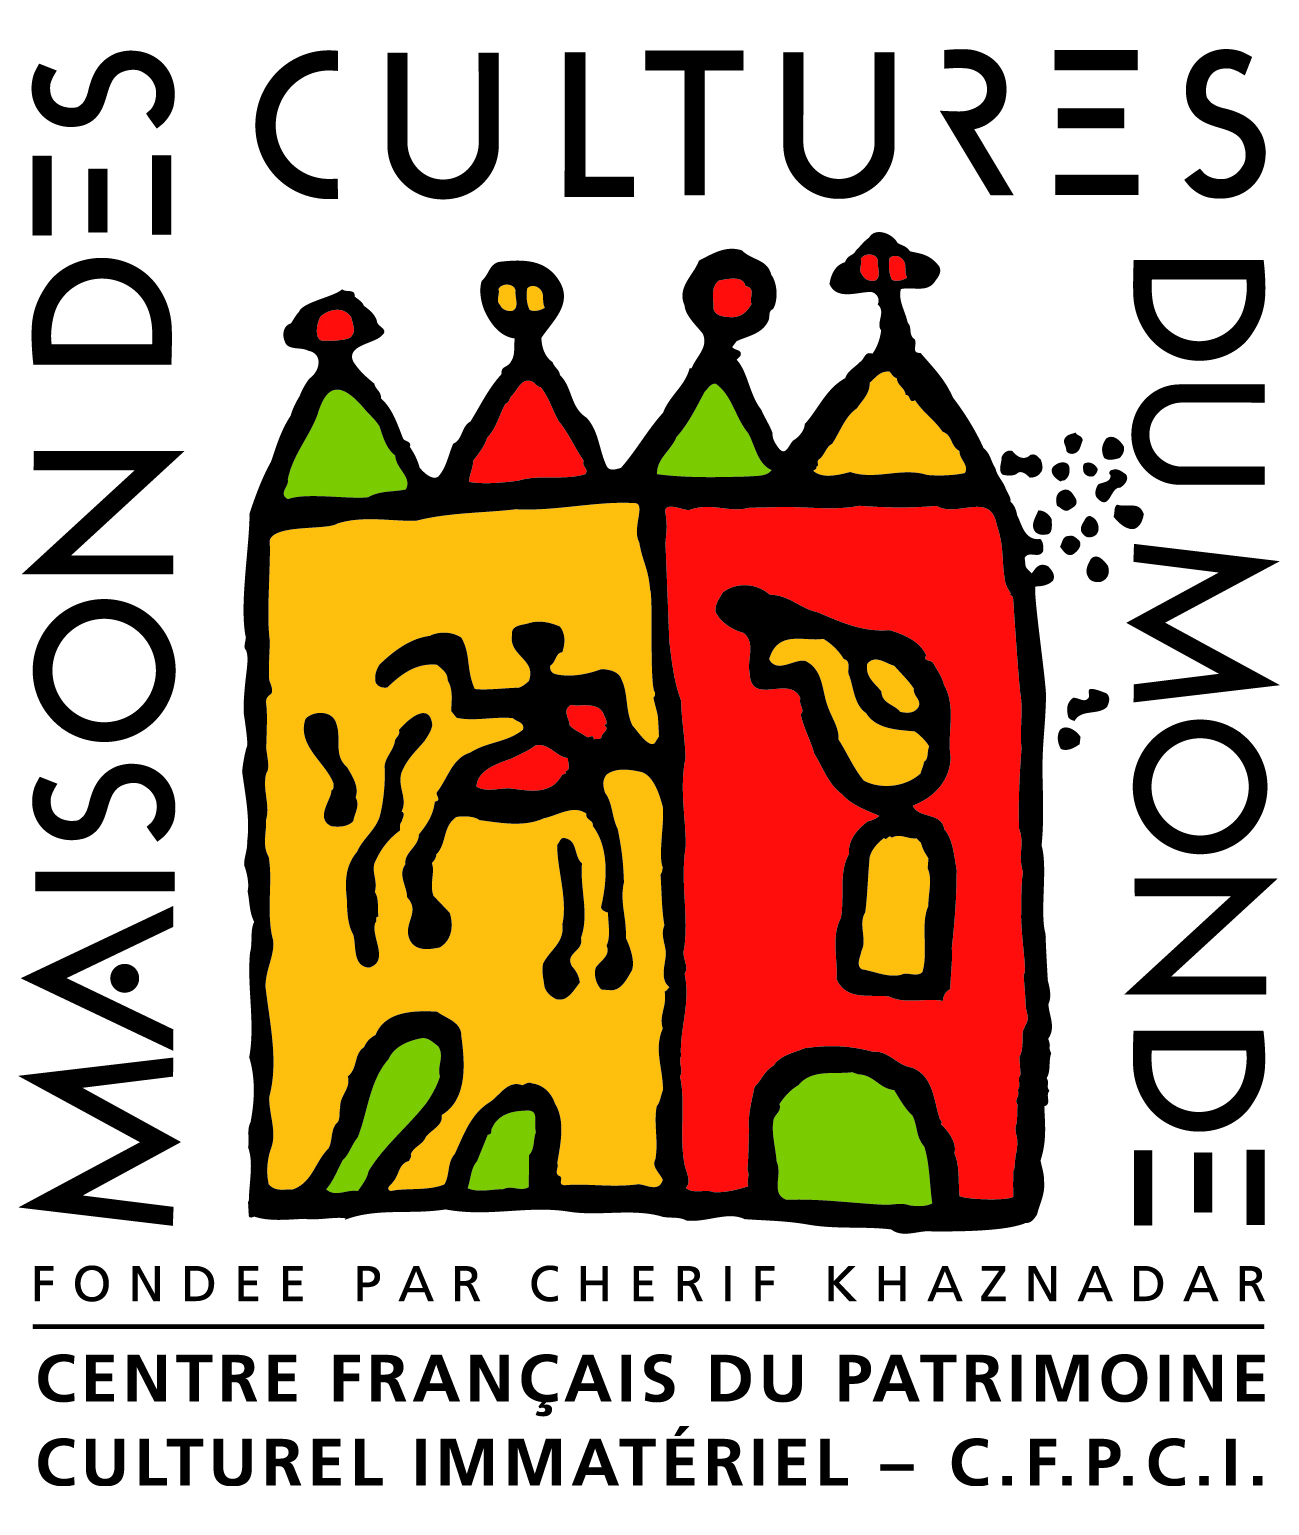 MAISON DES
CULTURES
DU MONDE
FONDEE PAR CHERIF KHAZNADAR
CENTRE FRANÇAIS DU PATRIMOINE
CULTUREL IMMATÉRIEL – C.F.P.C.I.